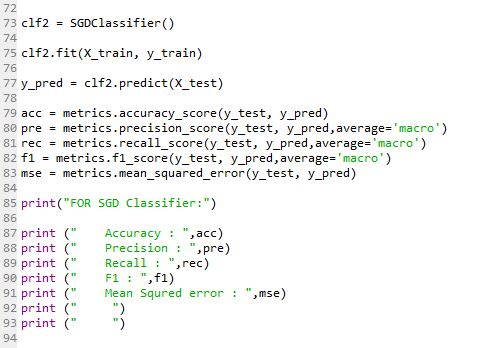 72
73 clf2 = SGDClassifier()
74
75 clf2.fit(X_train, y_train)
76
77 y_pred = clf2.predict(X_test)
78
79 acc = metrics.accuracy_score(y_test, y_pred)
80 pre = metrics.precision_score(y_test, y_pred,average='macro')
81 rec = metrics.recall_score(y_test, y_pred,average='macro')
82 f1 = metrics.f1_score(y_test, y_pred,average='macro')
83 mse = metrics.mean_squared_error(y_test, y_pred)
84
85 print("FOR SGD Classifier:")
86
87 print ("    Accuracy : ",acc)
88 print ("    Precision : ",pre)
89 print ("    Recall : ",rec)
90 print ("    F1 : ",f1)
91 print ("    Mean Squred error : ",mse)
92 print ("     ")
93 print ("     ")
94